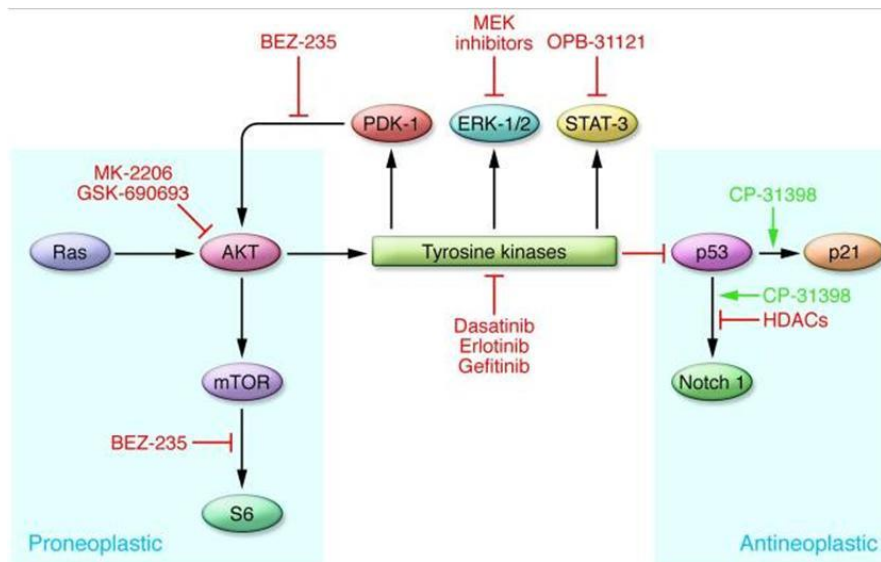 BEZ-235
MEK
inhibitors
OPB-31121
PDK-1
ERK-1/2
STAT-3
MK-2206
GSK-690693
CP-31398
Ras
AKT
Tyrosine kinases
p53
p21
CP-31398
HDACs
Dasatinib
Erlotinib
Gefitinib
mTOR
Notch 1
BEZ-235
S6
Proneoplastic
Antineoplastic